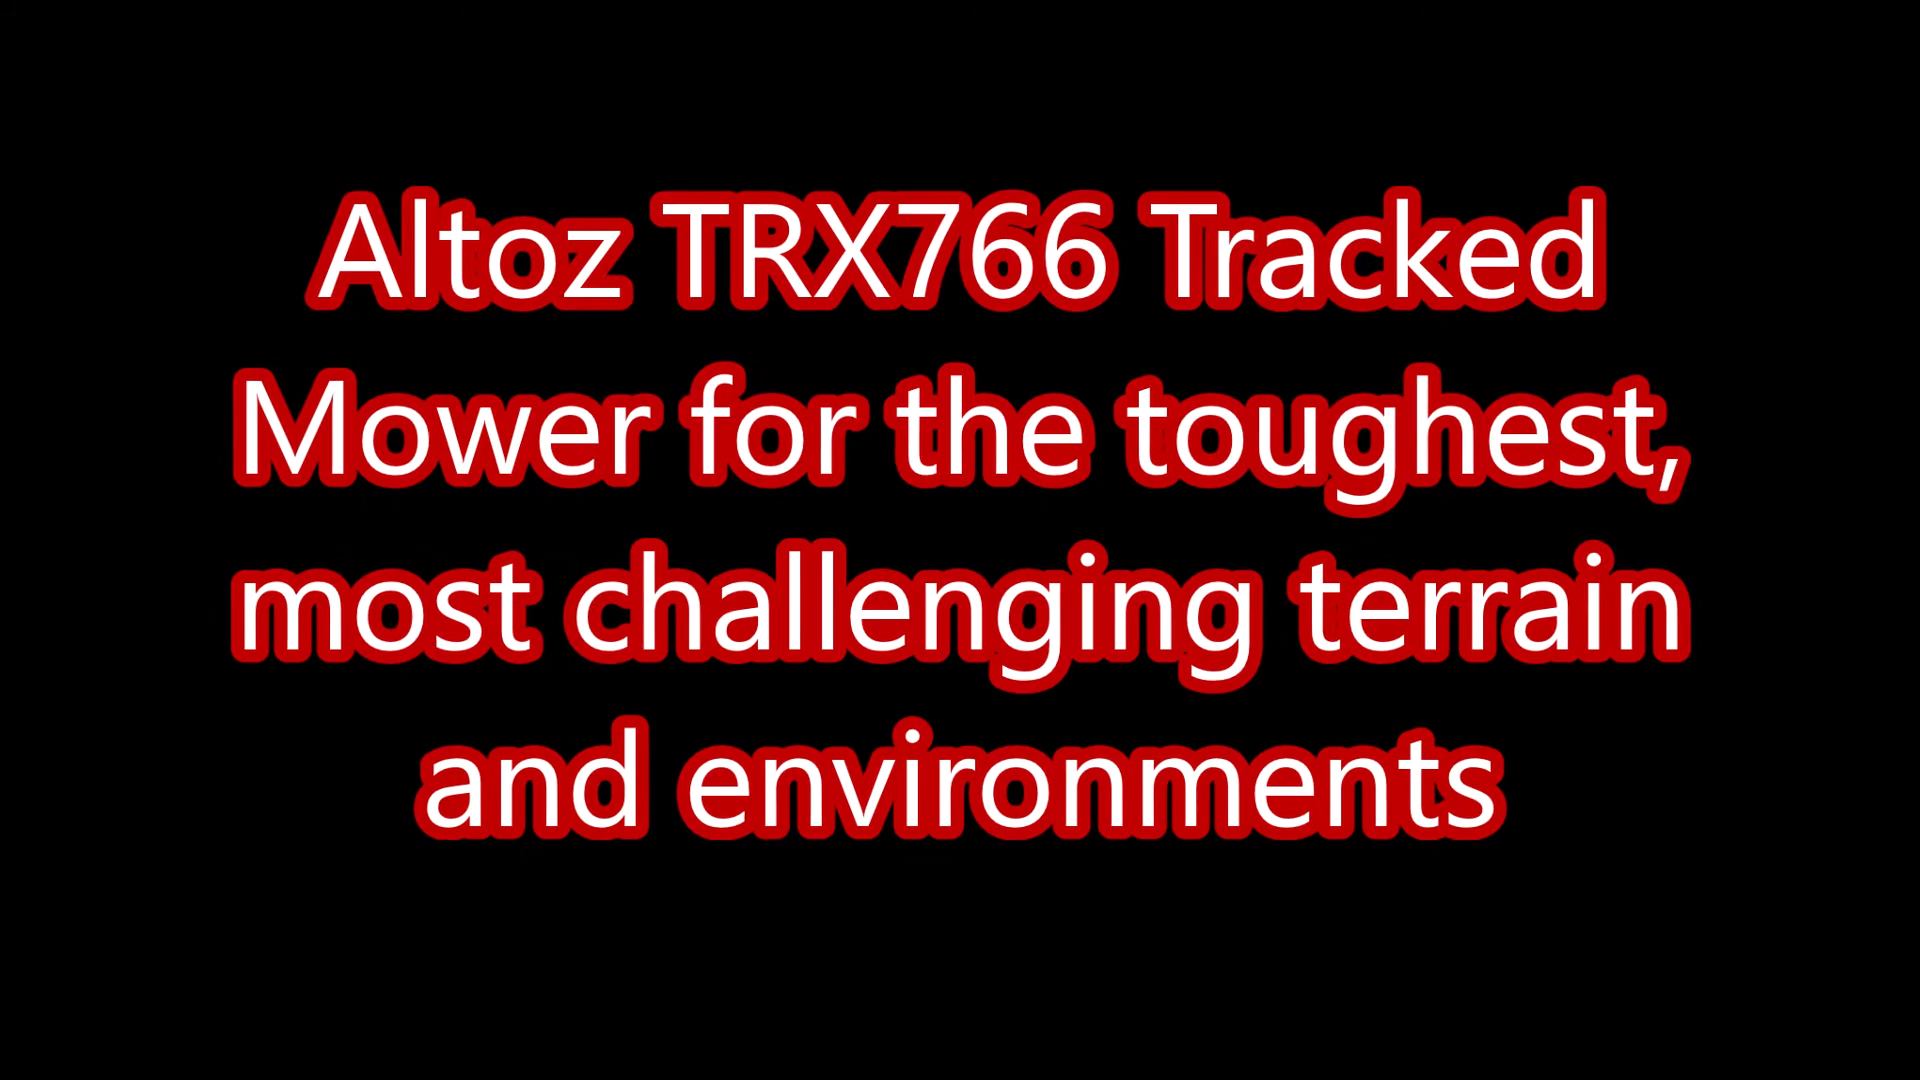 Altoz TRX766 Tracked
Mower for the toughest,
most challenging terrain
and environments